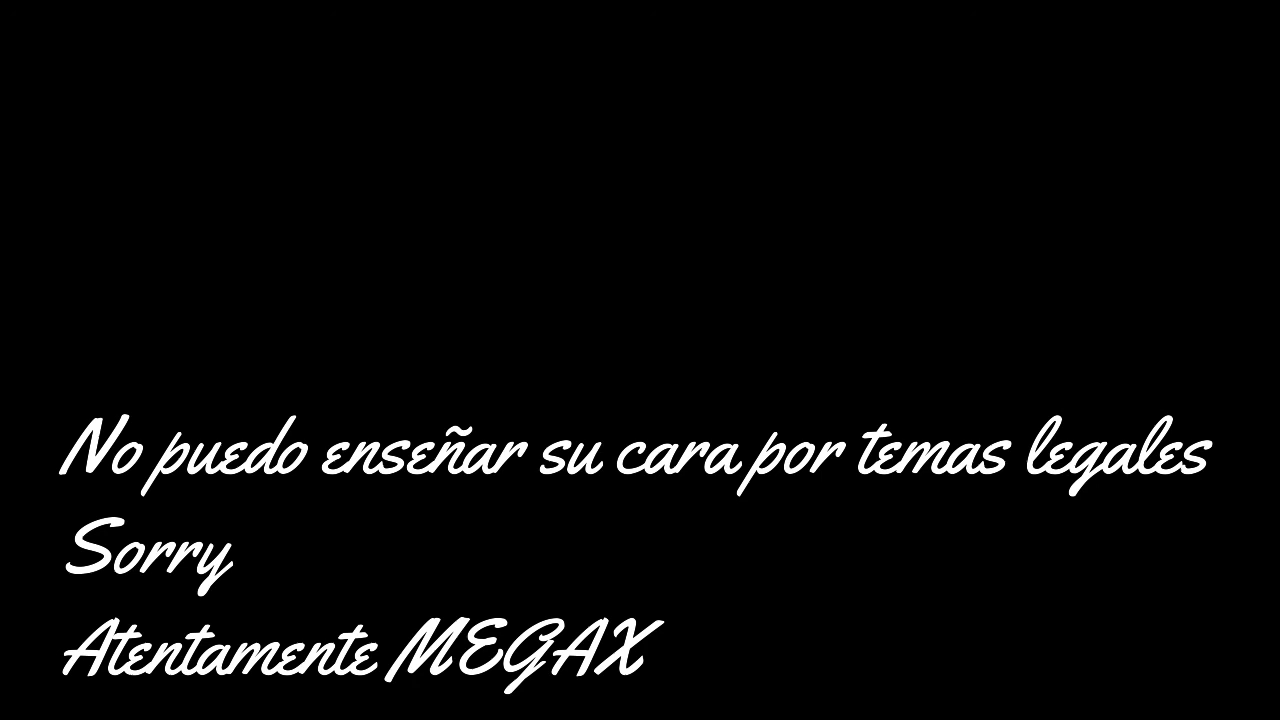 No puedo enseñar su cara por temas legales
Sorry
Atentamente MEGAX